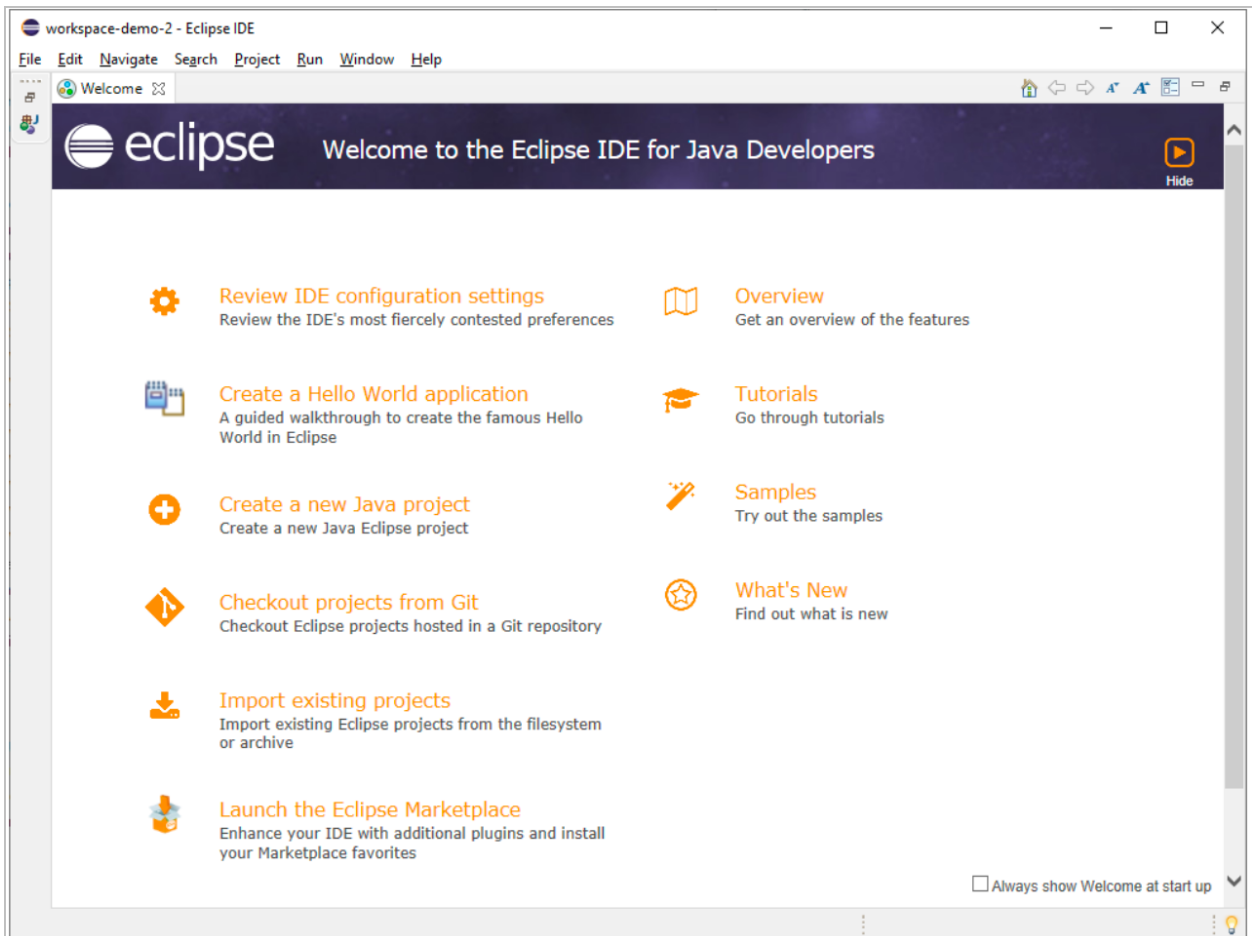 workspace-demo-2 - Eclipse IDE
File Edit Navigate Search Project Run Window Help
Welcome
eclipse Welcome to the Eclipse IDE for Java Developers
Hide
Review IDE configuration settings
Review the IDE's most fiercely contested preferences
Create a Hello World application
A guided walkthrough to create the famous Hello
World in Eclipse
Create a new Java project
Create a new Java Eclipse project
Checkout projects from Git
Checkout Eclipse projects hosted in a Git repository
Import existing projects
Import existing Eclipse projects from the filesystem
or archive
Launch the Eclipse Marketplace
Enhance your IDE with additional plugins and install
your Marketplace favorites
Overview
Get an overview of the features
Tutorials
Go through tutorials
Samples
Try out the samples
What's New
Find out what is new
Always show Welcome at start up